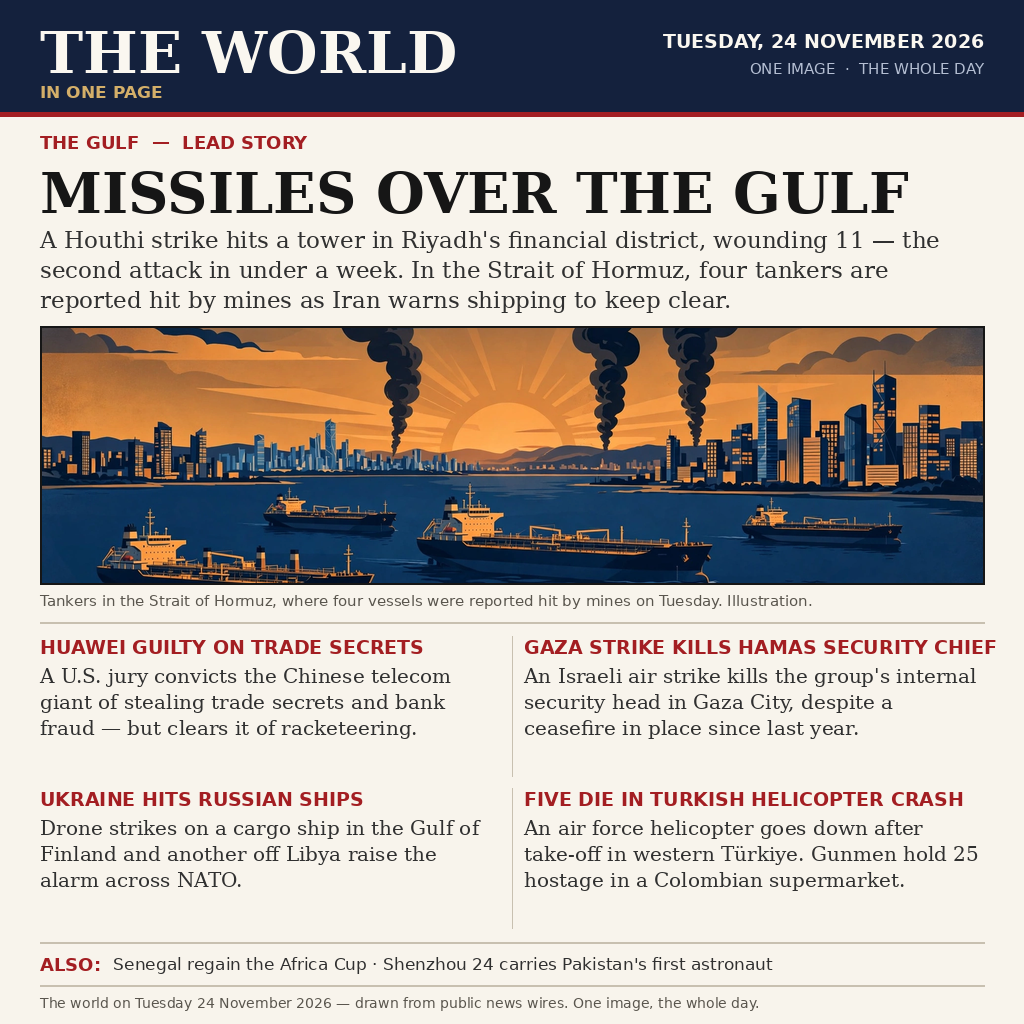 THE WORLD
IN ONE PAGE
TUESDAY, 24 NOVEMBER 2026
ONE IMAGE · THE WHOLE DAY
THE GULF — LEAD STORY
MISSILES OVER THE GULF
A Houthi strike hits a tower in Riyadh's financial district, wounding 11 — the
second attack in under a week. In the Strait of Hormuz, four tankers are
reported hit by mines as Iran warns shipping to keep clear.
Tankers in the Strait of Hormuz, where four vessels were reported hit by mines on Tuesday. Illustration.
HUAWEI GUILTY ON TRADE SECRETS
A U.S. jury convicts the Chinese telecom
giant of stealing trade secrets and bank
fraud — but clears it of racketeering.
GAZA STRIKE KILLS HAMAS SECURITY CHIEF
An Israeli air strike kills the group's internal
security head in Gaza City, despite a
ceasefire in place since last year.
UKRAINE HITS RUSSIAN SHIPS
Drone strikes on a cargo ship in the Gulf of
Finland and another off Libya raise the
alarm across NATO.
FIVE DIE IN TURKISH HELICOPTER CRASH
An air force helicopter goes down after
take-off in western Türkiye. Gunmen hold 25
hostage in a Colombian supermarket.
ALSO: Senegal regain the Africa Cup · Shenzhou 24 carries Pakistan's first astronaut
The world on Tuesday 24 November 2026 — drawn from public news wires. One image, the whole day.